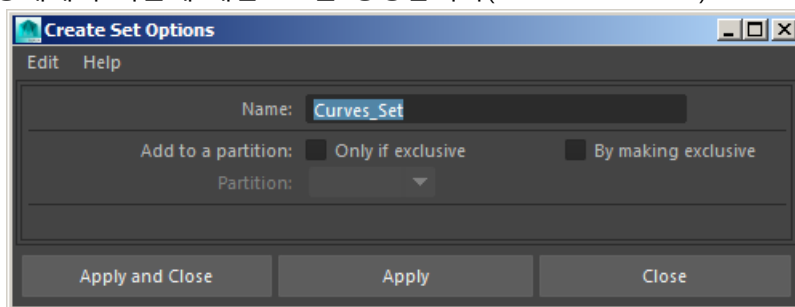 Create Set Options
Edit Help
Name: Curves_Set
Add to a partition: Only if exclusive By making exclusive
Partition:
Apply and Close Apply Close